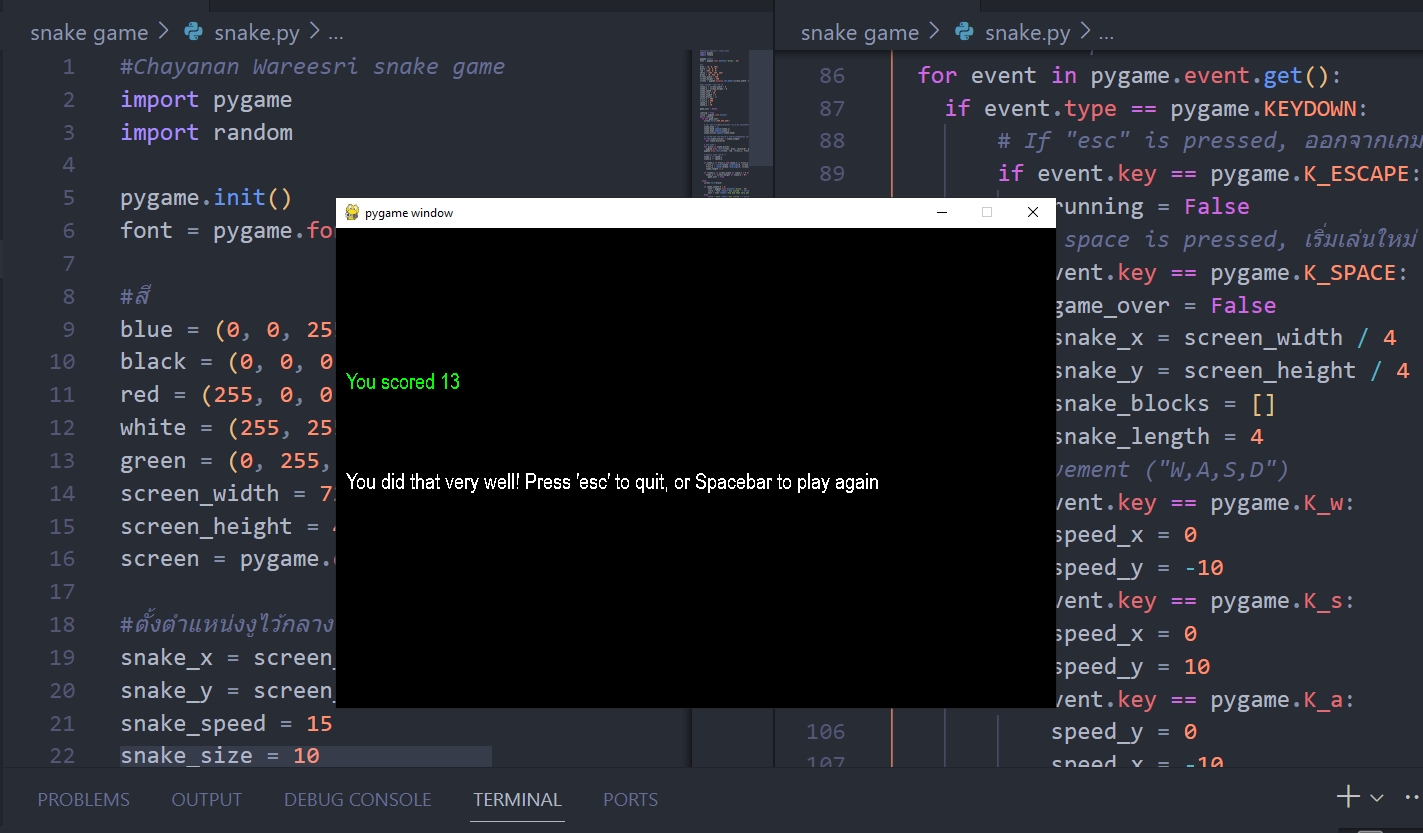 snake game > snake.py > ...
1 #Chayanan Wareesri snake game
2 import pygame
3 import random
4
5 pygame.init()
6 font = pygame.fo
7
8 #สี
9 blue = (0, 0, 25
10 black = (0, 0, 0
11 red = (255, 0, 0
12 white = (255, 25
13 green = (0, 255,
14 screen_width = 7
15 screen_height =
16 screen = pygame.
17
18 #ตั้งตำแหน่งงูไว้กลาง
19 snake_x = screen_
20 snake_y = screen_
21 snake_speed = 15
22 snake_size = 10
pygame window
You scored 13
You did that very well! Press 'esc' to quit, or Spacebar to play again
snake game > snake.py > ...
86 for event in pygame.event.get():
87 if event.type == pygame.KEYDOWN:
88 # If "esc" is pressed, ออกจากเกม
89 if event.key == pygame.K_ESCAPE:
running = False
space is pressed, เริ่มเล่นใหม่
vent.key == pygame.K_SPACE:
game_over = False
snake_x = screen_width / 4
snake_y = screen_height / 4
snake_blocks = []
snake_length = 4
vement ("W,A,S,D")
vent.key == pygame.K_w:
speed_x = 0
speed_y = -10
vent.key == pygame.K_s:
speed_x = 0
speed_y = 10
vent.key == pygame.K_a:
106 speed_y = 0
107 speed_x = -10
PROBLEMS OUTPUT DEBUG CONSOLE TERMINAL PORTS